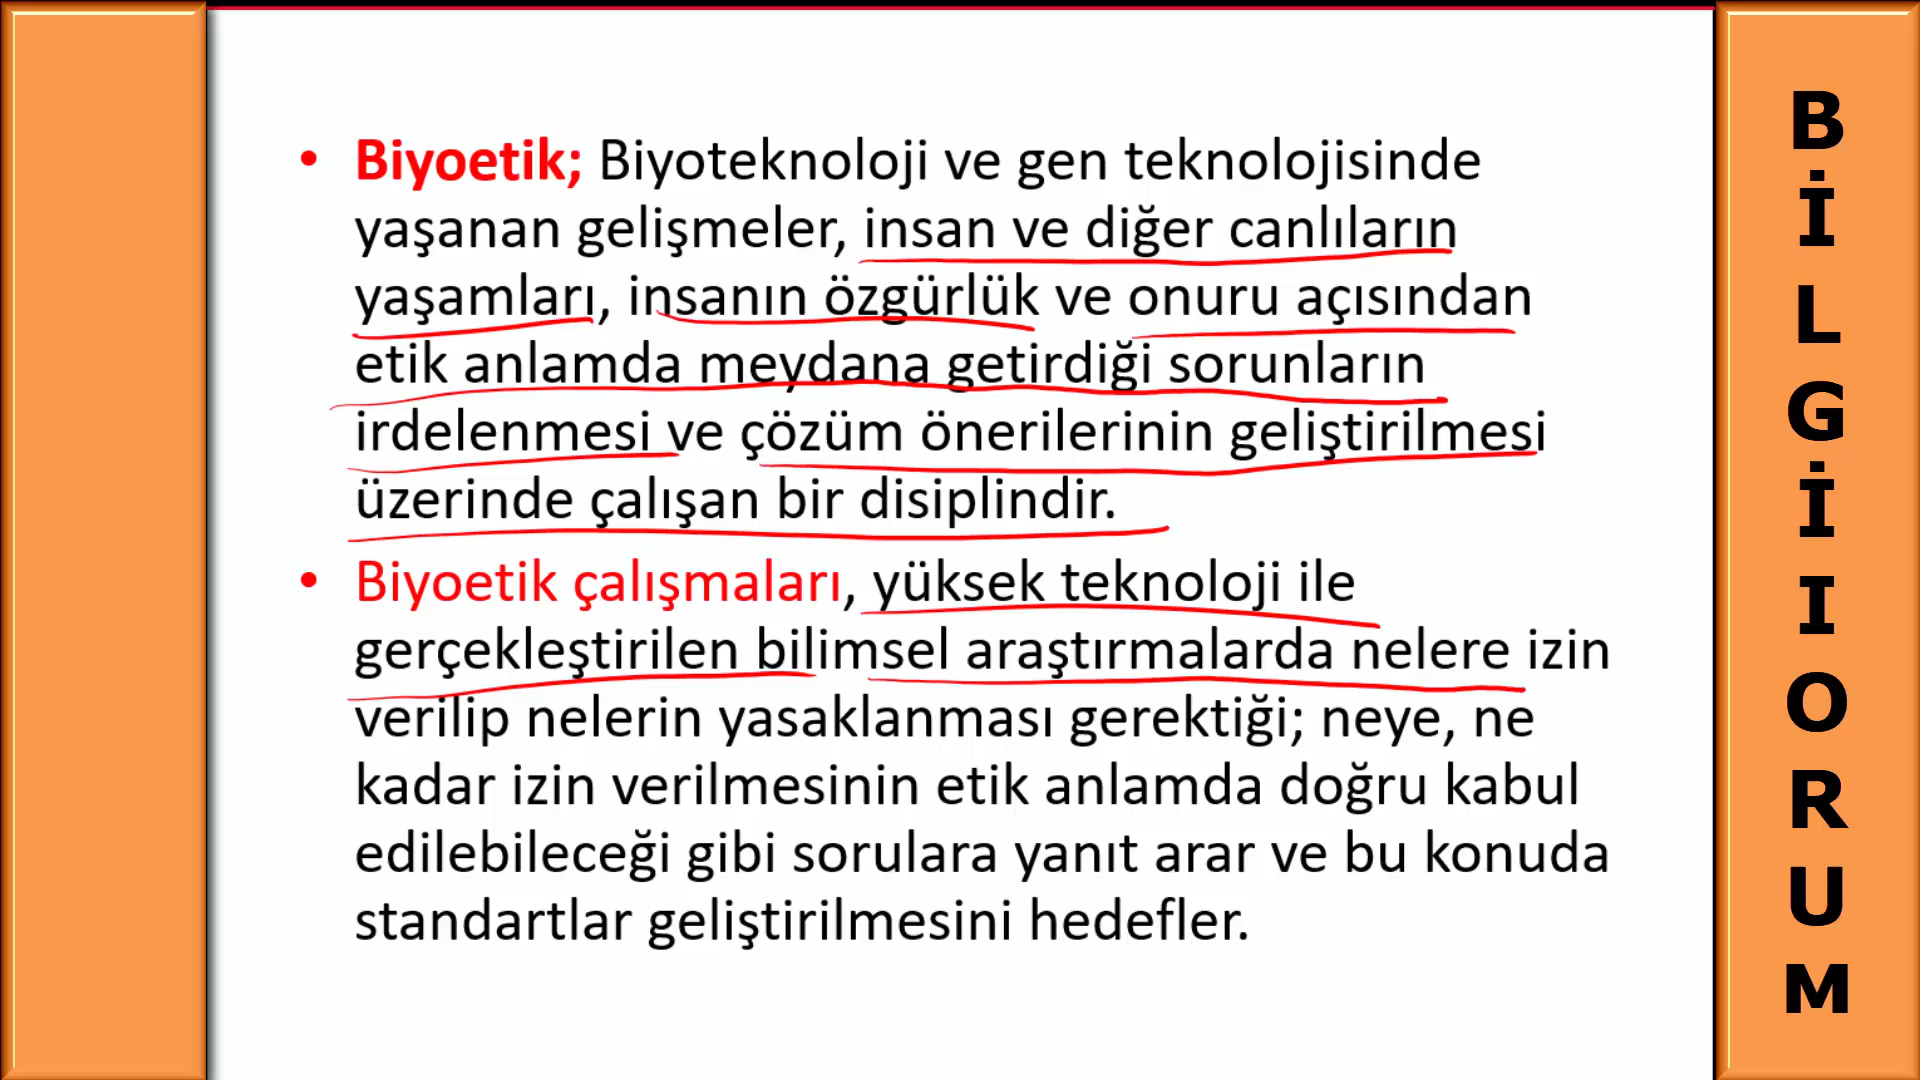 • Biyoetik; Biyoteknoloji ve gen teknolojisinde
yaşanan gelişmeler, insan ve diğer canlıların
yaşamları, insanın özgürlük ve onuru açısından
etik anlamda meydana getirdiği sorunların
irdelenmesi ve çözüm önerilerinin geliştirilmesi
üzerinde çalışan bir disiplindir.
• Biyoetik çalışmaları, yüksek teknoloji ile
gerçekleştirilen bilimsel araştırmalarda nelere izin
verilip nelerin yasaklanması gerektiği; neye, ne
kadar izin verilmesinin etik anlamda doğru kabul
edilebileceği gibi sorulara yanıt arar ve bu konuda
standartlar geliştirilmesini hedefler.
B
İ
L
G
İ
I
O
R
U
M